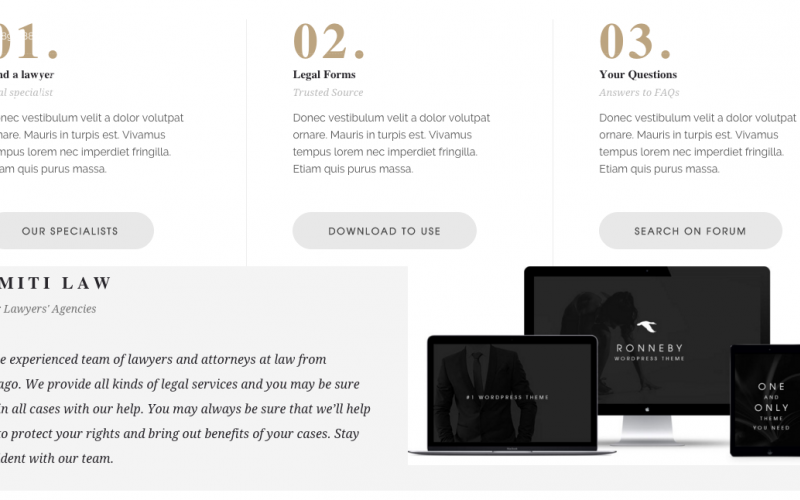 01.
nd a lawyer
al specialist
nec vestibulum velit a dolor volutpat
nare. Mauris in turpis est. Vivamus
mpus lorem nec imperdiet fringilla.
iam quis purus massa.
OUR SPECIALISTS
02.
Legal Forms
Trusted Source
Donec vestibulum velit a dolor volutpat
ornare. Mauris in turpis est. Vivamus
tempus lorem nec imperdiet fringilla.
Etiam quis purus massa.
DOWNLOAD TO USE
03.
Your Questions
Answers to FAQs
Donec vestibulum velit a dolor volutpat
ornare. Mauris in turpis est. Vivamus
tempus lorem nec imperdiet fringilla.
Etiam quis purus massa.
SEARCH ON FORUM
MITI LAW
r Lawyers' Agencies
e experienced team of lawyers and attorneys at law from
ago. We provide all kinds of legal services and you may be sure
in all cases with our help. You may always be sure that we'll help
to protect your rights and bring out benefits of your cases. Stay
dent with our team.
#1 WORDPRESS THEME
RONNEBY
WORDPRESS THEME
ONE
AND
ONLY
THEME
YOU NEED